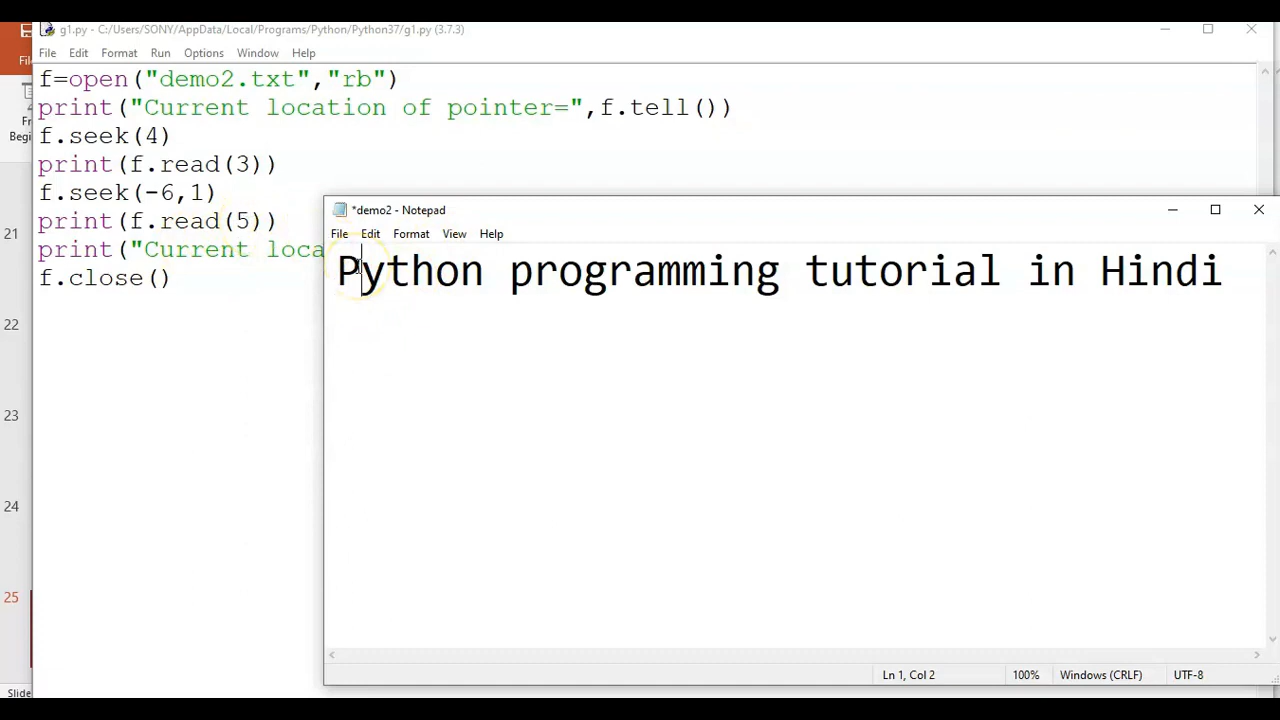 g1.py - C:/Users/SONY/AppData/Local/Programs/Python/Python37/g1.py (3.7.3)
File Edit Format Run Options Window Help
f=open("demo2.txt","rb")
print("Current location of pointer=",f.tell())
f.seek(4)
print(f.read(3))
f.seek(-6,1)
print(f.read(5))
print("Current loca
f.close()
*demo2 - Notepad
File Edit Format View Help
Python programming tutorial in Hindi
Ln 1, Col 2 100% Windows (CRLF) UTF-8
21
22
23
24
25
Slide